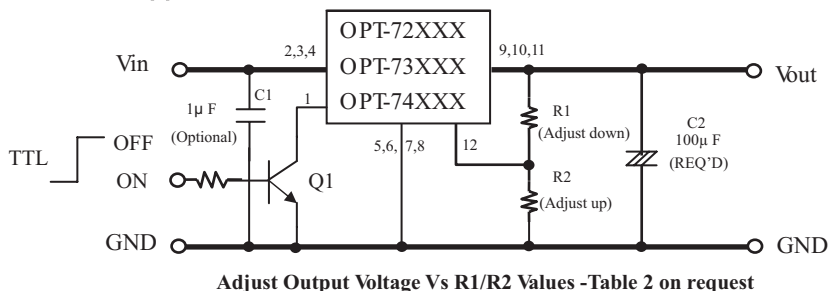 OPT-72XXX
OPT-73XXX
OPT-74XXX
2,3,4
9,10,11
Vin
Vout
C1
1
1μ F
(Optional)
R1
(Adjust down)
C2
100μ F
(REQ'D)
TTL
OFF
ON
5,6,
7,8
12
Q1
R2
(Adjust up)
GND
GND
Adjust Output Voltage Vs R1/R2 Values -Table 2 on request